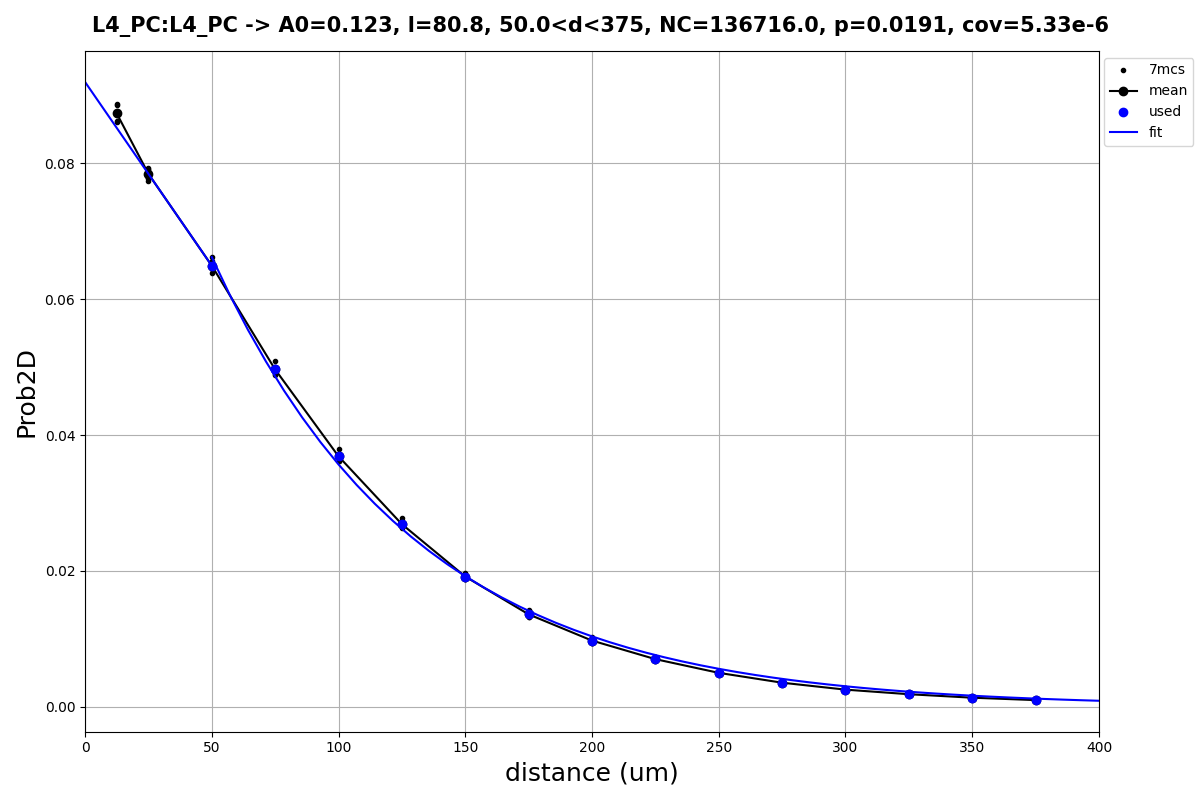 L4_PC:L4_PC -> A0=0.123, l=80.8, 50.0<d<375, NC=136716.0, p=0.0191, cov=5.33e-6
7mcs
mean
used
fit
Prob2D
0.08
0.06
0.04
0.02
0.00
0 50 100 150 200 250 300 350 400
distance (um)